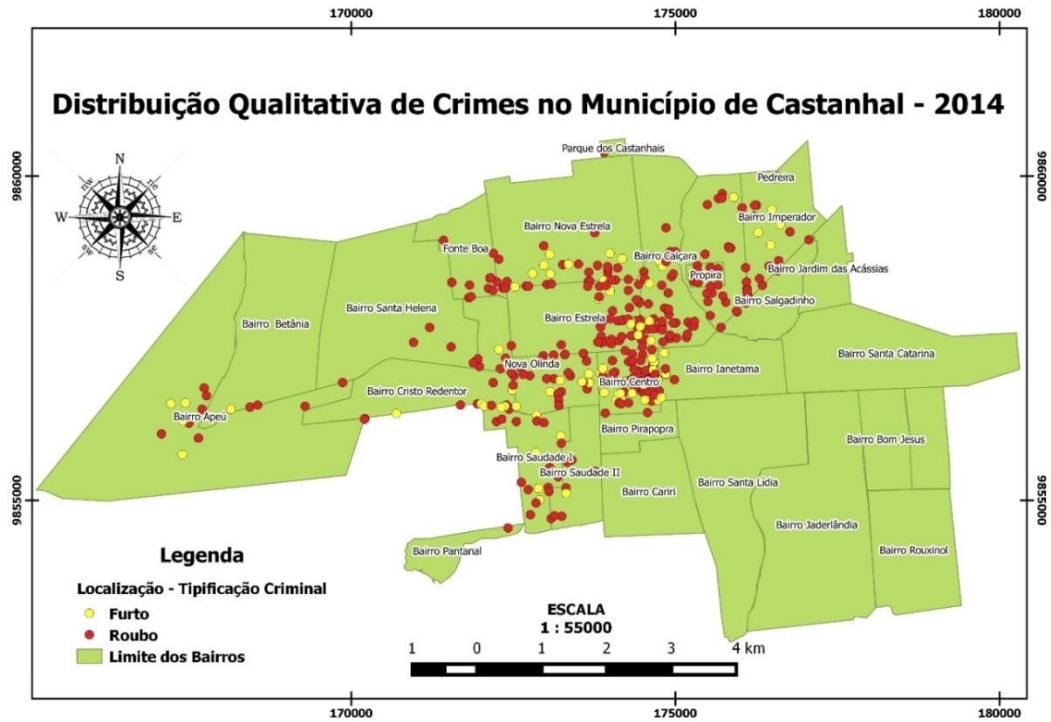 170000
175000
180000
Distribuição Qualitativa de Crimes no Município de Castanhal - 2014
Parque dos Castanhais
9860000
9860000
N
nw
ne
W
E
sw
se
S
Pedreira
Bairro Imperador
Bairro Nova Estrela
Fonte Boa
Bairro Caiçara
Propira
Bairro Jardim das Acássias
Bairro Salgadinho
Bairro Santa Helena
Bairro Betânia
Bairro Estrela
Bairro Santa Catarina
Nova Olinda
Bairro Ianetama
Bairro Centro
Bairro Cristo Redentor
Bairro Apeú
Bairro Pirapopra
Bairro Bom Jesus
Bairro Saudade I
Bairro Saudade II
Bairro Cariri
Bairro Santa Lídia
9855000
9855000
Bairro Jaderlândia
Bairro Pantanal
Bairro Rouxinol
Legenda
Localização - Tipificação Criminal
Furto
Roubo
Limite dos Bairros
ESCALA
1 : 55000
1 0 1 2 3 4 km
170000
175000
180000